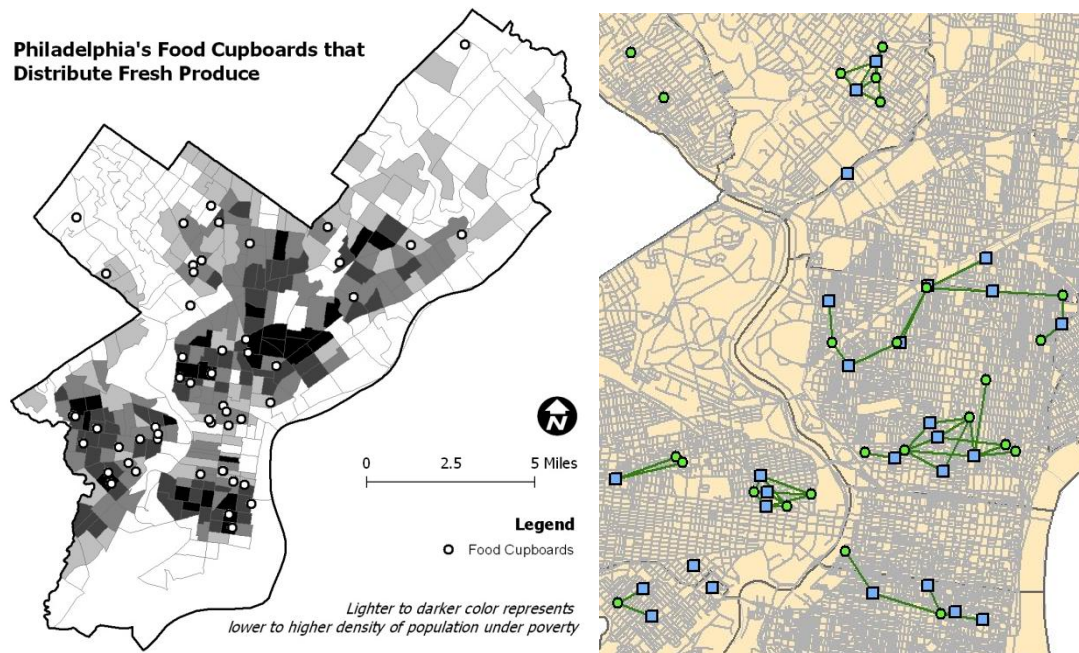 Philadelphia's Food Cupboards that
Distribute Fresh Produce
N
0 2.5 5 Miles
Legend
Food Cupboards
Lighter to darker color represents
lower to higher density of population under poverty